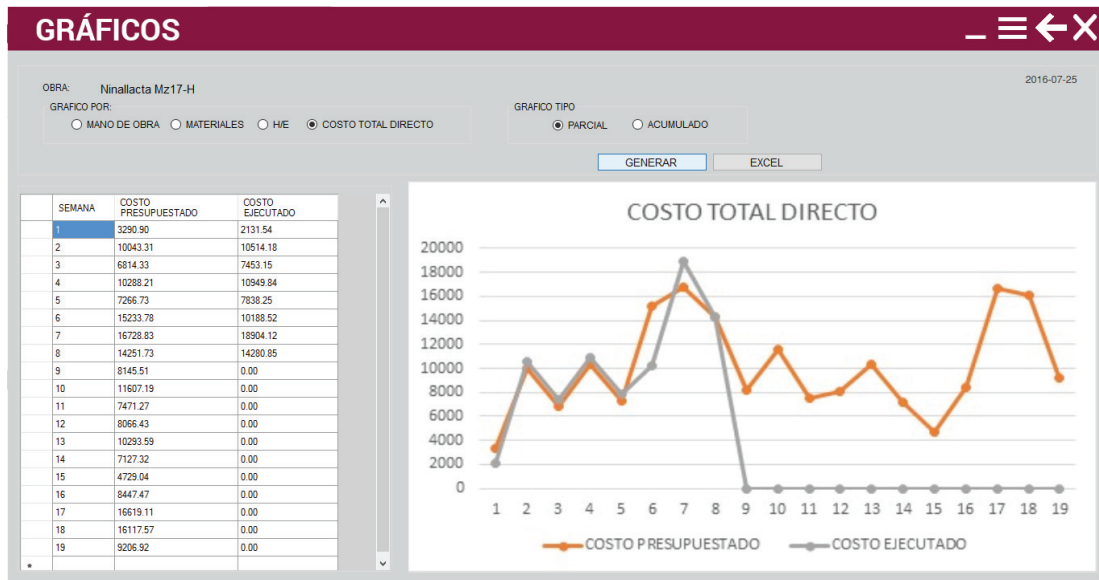 GRÁFICOS
2016-07-25
OBRA: Ninallacta Mz17-H
GRAFICO POR:
MANO DE OBRA MATERIALES H/E COSTO TOTAL DIRECTO
GRAFICO TIPO
PARCIAL ACUMULADO
GENERAR EXCEL
SEMANA COSTO PRESUPUESTADO COSTO EJECUTADO
1 3290.90 2131.54
2 10043.31 10514.18
3 6814.33 7453.15
4 10288.21 10949.84
5 7266.73 7838.25
6 15233.78 10188.52
7 16728.83 18904.12
8 14251.73 14280.85
9 8145.51 0.00
10 11607.19 0.00
11 7471.27 0.00
12 8066.43 0.00
13 10293.59 0.00
14 7127.32 0.00
15 4729.04 0.00
16 8447.47 0.00
17 16619.11 0.00
18 16117.57 0.00
19 9206.92 0.00
*
COSTO TOTAL DIRECTO
20000
18000
16000
14000
12000
10000
8000
6000
4000
2000
0
1 2 3 4 5 6 7 8 9 10 11 12 13 14 15 16 17 18 19
COSTO PRESUPUESTADO COSTO EJECUTADO